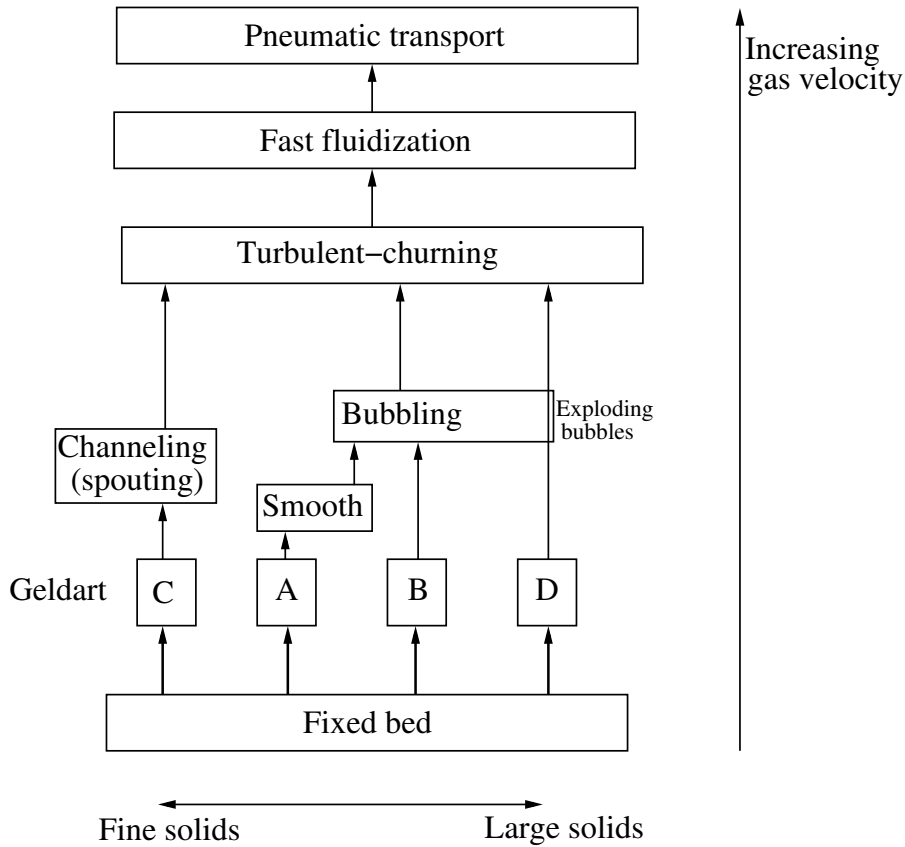 Pneumatic transport
Increasing
gas velocity
Fast fluidization
Turbulent−churning
Bubbling
Exploding
bubbles
Channeling
(spouting)
Smooth
Geldart
C
A
B
D
Fixed bed
Fine solids
Large solids